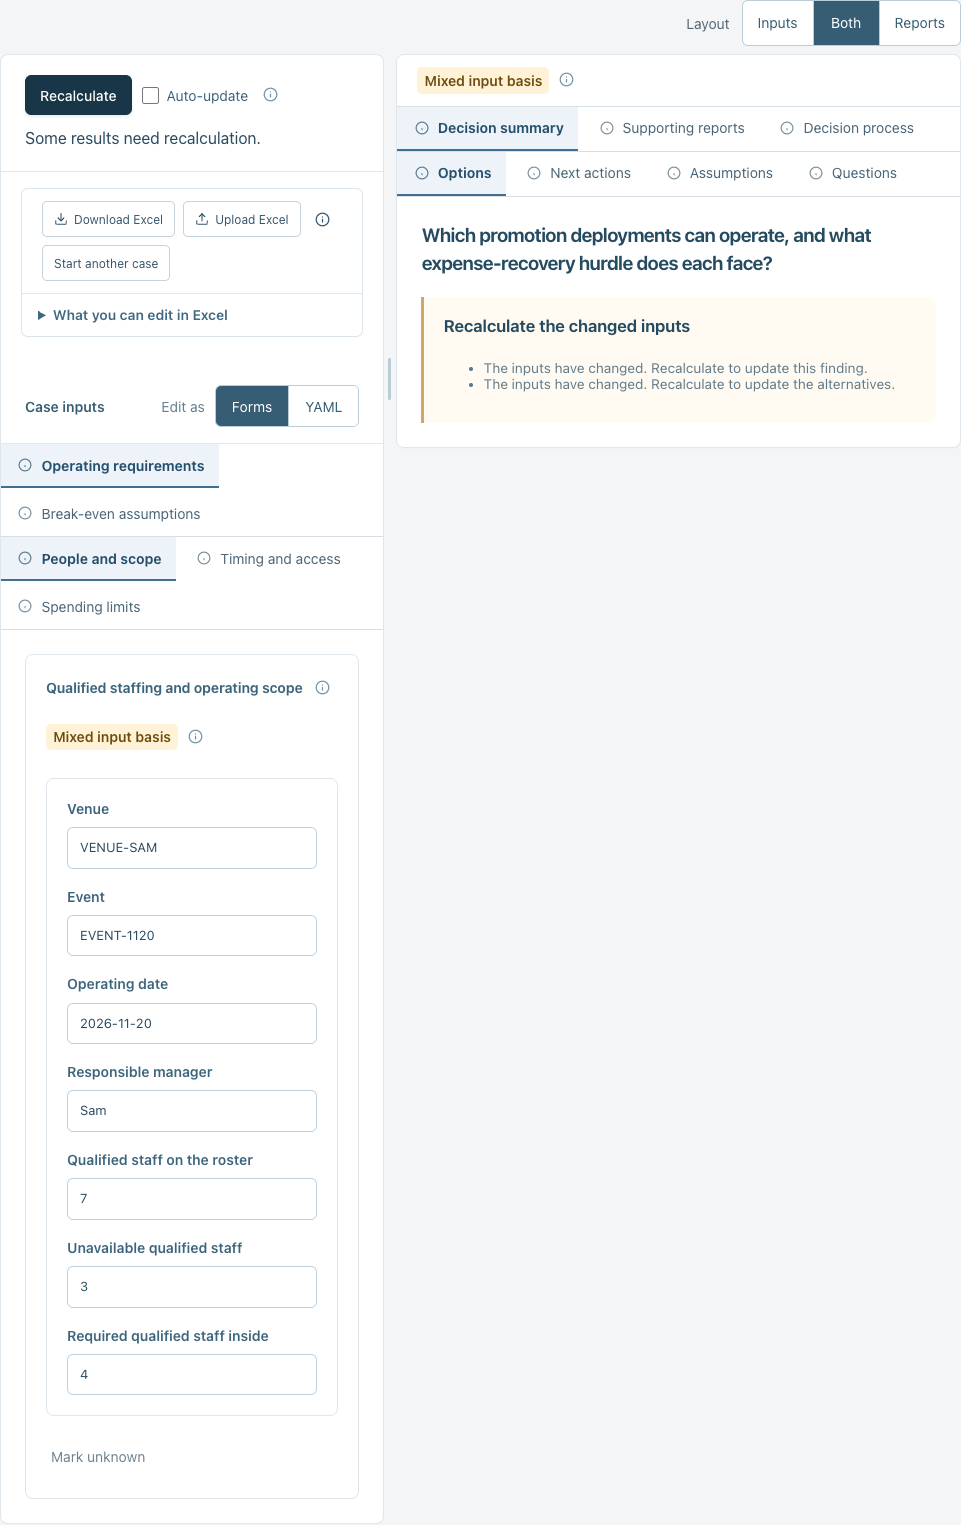 Layout
Inputs
Both
Reports
Recalculate
Auto-update
Some results need recalculation.
Download Excel
Upload Excel
Start another case
What you can edit in Excel
Case inputs
Edit as
Forms
YAML
Operating requirements
Break-even assumptions
People and scope
Timing and access
Spending limits
Qualified staffing and operating scope
Mixed input basis
Venue
VENUE-SAM
Event
EVENT-1120
Operating date
2026-11-20
Responsible manager
Sam
Qualified staff on the roster
7
Unavailable qualified staff
3
Required qualified staff inside
4
Mark unknown
Mixed input basis
Decision summary
Supporting reports
Decision process
Options
Next actions
Assumptions
Questions
Which promotion deployments can operate, and what
expense-recovery hurdle does each face?
Recalculate the changed inputs
• The inputs have changed. Recalculate to update this finding.
• The inputs have changed. Recalculate to update the alternatives.